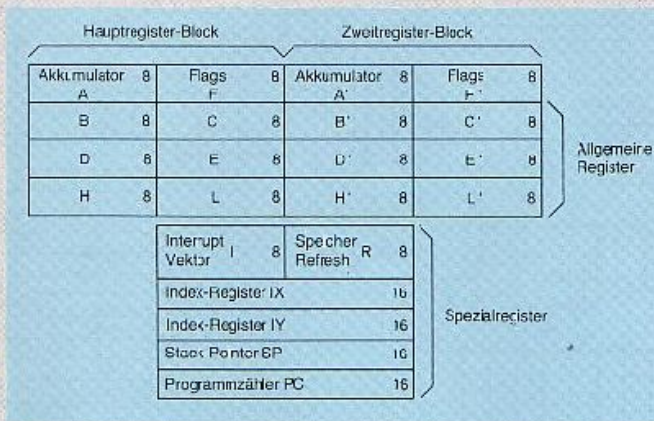 Hauptregister-Block Zweitregister-Block
Akkumulator A 8 Flags F 8 Akkumulator A' 8 Flags F' 8
B 8 C 8 B' 8 C' 8
D 8 E 8 D' 8 E' 8
H 8 L 8 H' 8 L' 8
Allgemeine
Register
Interrupt
Vektor I 8
Speicher
Refresh R 8
Index-Register IX 16
Index-Register IY 16
Stack Pointer SP 16
Programmzähler PC 16
Spezialregister